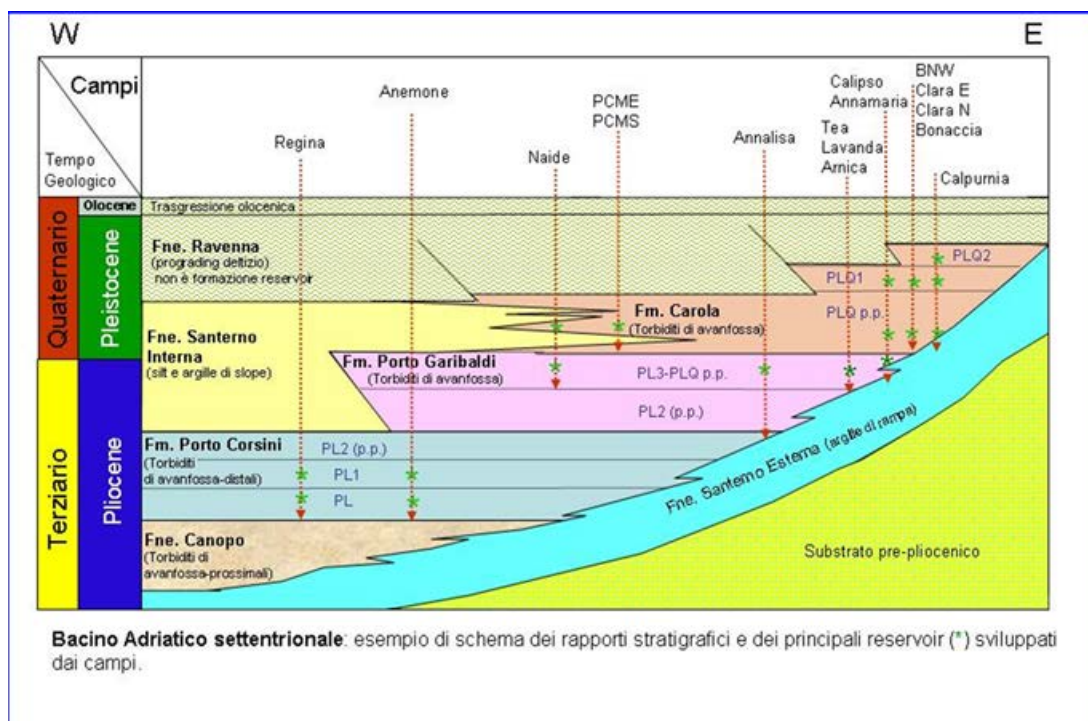 W
E
Campi
Tempo
Geologico
Regina
Anemone
Naide
PCME
PCMS
Annalisa
Tea
Lavanda
Arnica
Calipso
Annamaria
BNW
Clara E
Clara N
Bonaccia
Calpurnia
Quaternario
Olocene
Trasgressione olocenica
Pleistocene
Fne. Ravenna
(prograding deltizio)
non è formazione reservoir
PLQ2
PLQ1
PLQ p.p.
Fm. Carola
(Torbiditi di avanfossa)
Fne. Santerno
Interna
(silt e argille di slope)
Fm. Porto Garibaldi
(Torbiditi di avanfossa)
PL3-PLQ p.p.
PL2 (p.p.)
Terziario
Pliocene
Fm. Porto Corsini
(Torbiditi
di avanfossa-distali)
PL2 (p.p.)
PL1
PL
Fne. Santerno Esterna (argille di rampa)
Fne. Canopo
(Torbiditi di
avanfossa-prossimali)
Substrato pre-pliocenico
Bacino Adriatico settentrionale: esempio di schema dei rapporti stratigrafici e dei principali reservoir (*) sviluppati
dai campi.